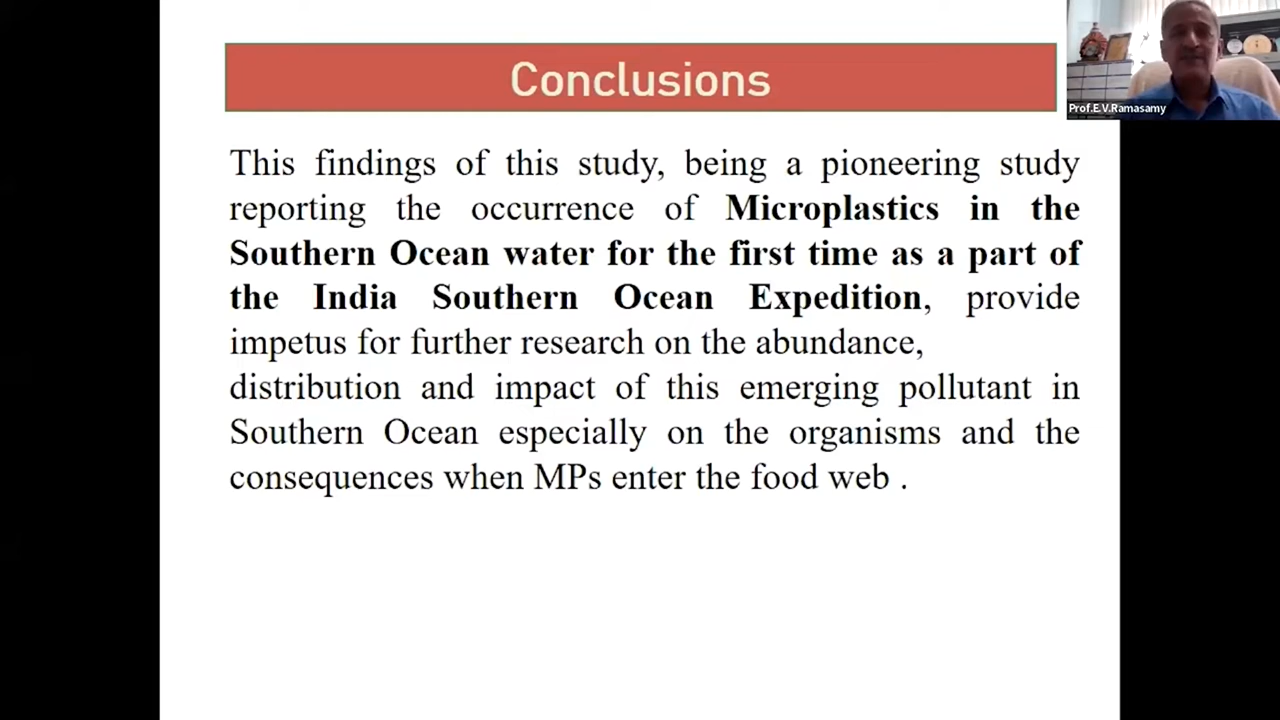 Conclusions
Prof.E.V.Ramasamy
This findings of this study, being a pioneering study
reporting the occurrence of Microplastics in the
Southern Ocean water for the first time as a part of
the India Southern Ocean Expedition, provide
impetus for further research on the abundance,
distribution and impact of this emerging pollutant in
Southern Ocean especially on the organisms and the
consequences when MPs enter the food web .